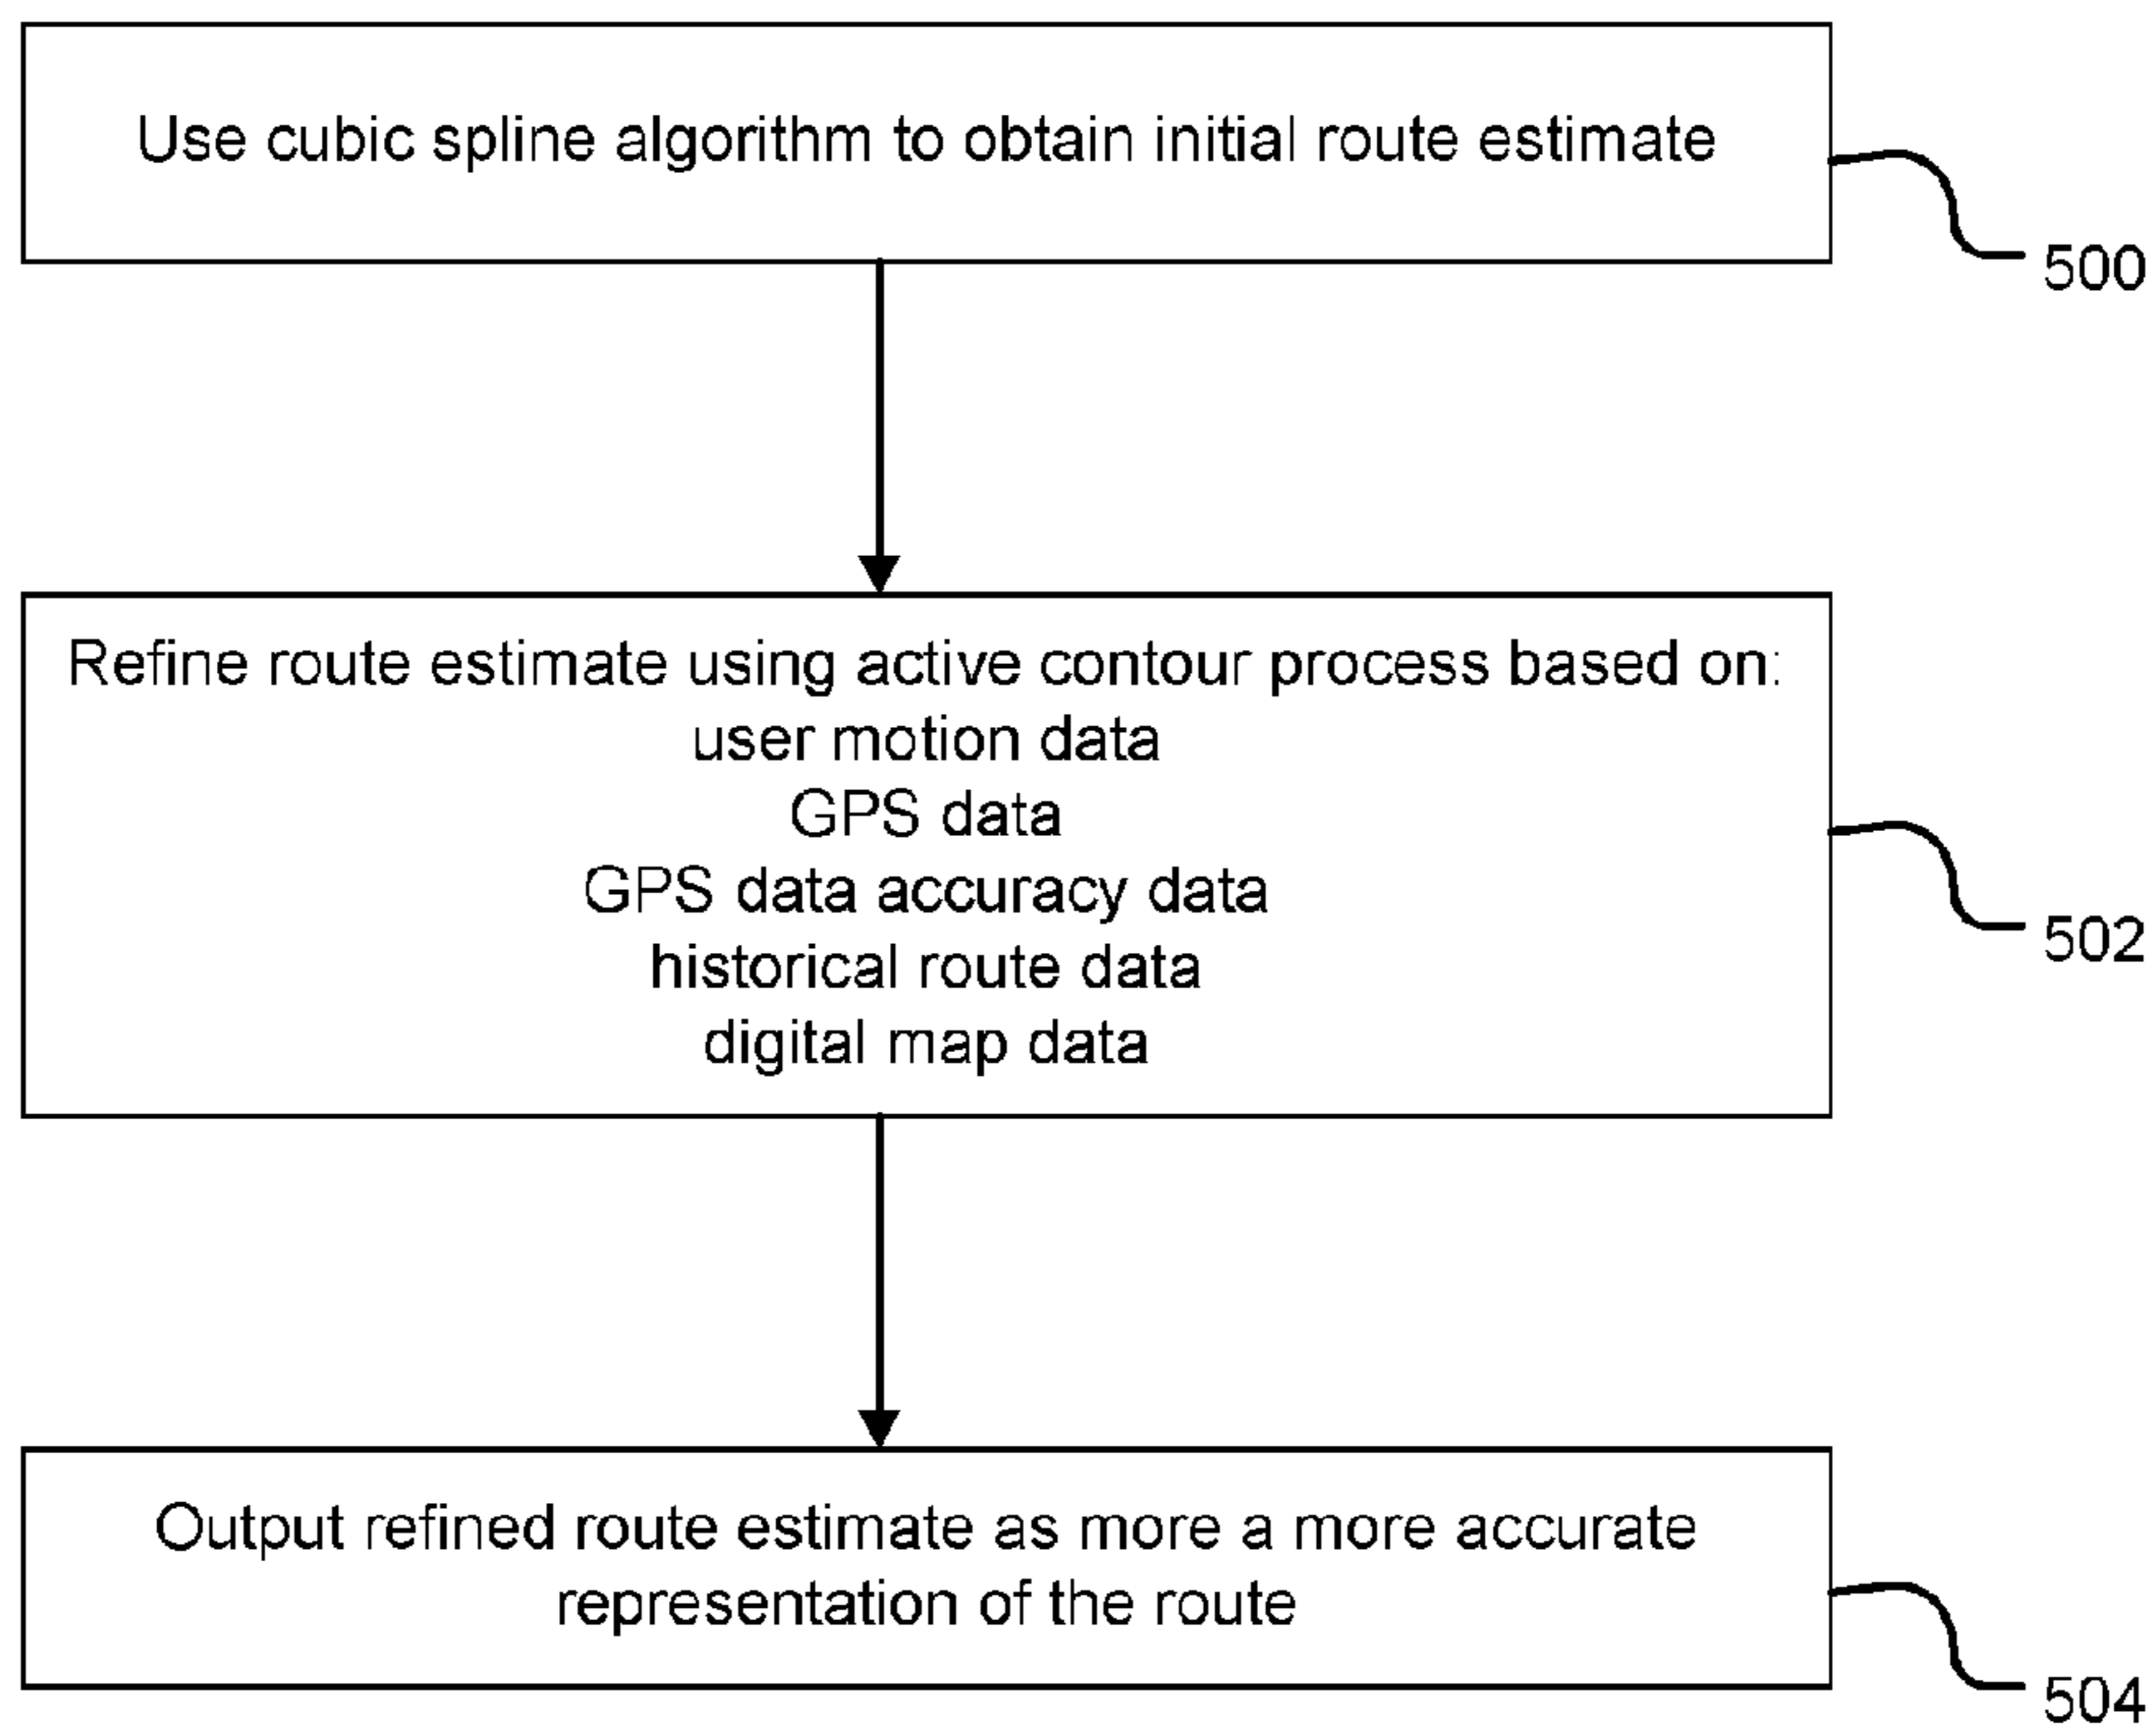 Use cubic spline algorithm to obtain initial route estimate
500
Refine route estimate using active contour process based on:
user motion data
GPS data
GPS data accuracy data
historical route data
digital map data
502
Output refined route estimate as more a more accurate
representation of the route
504